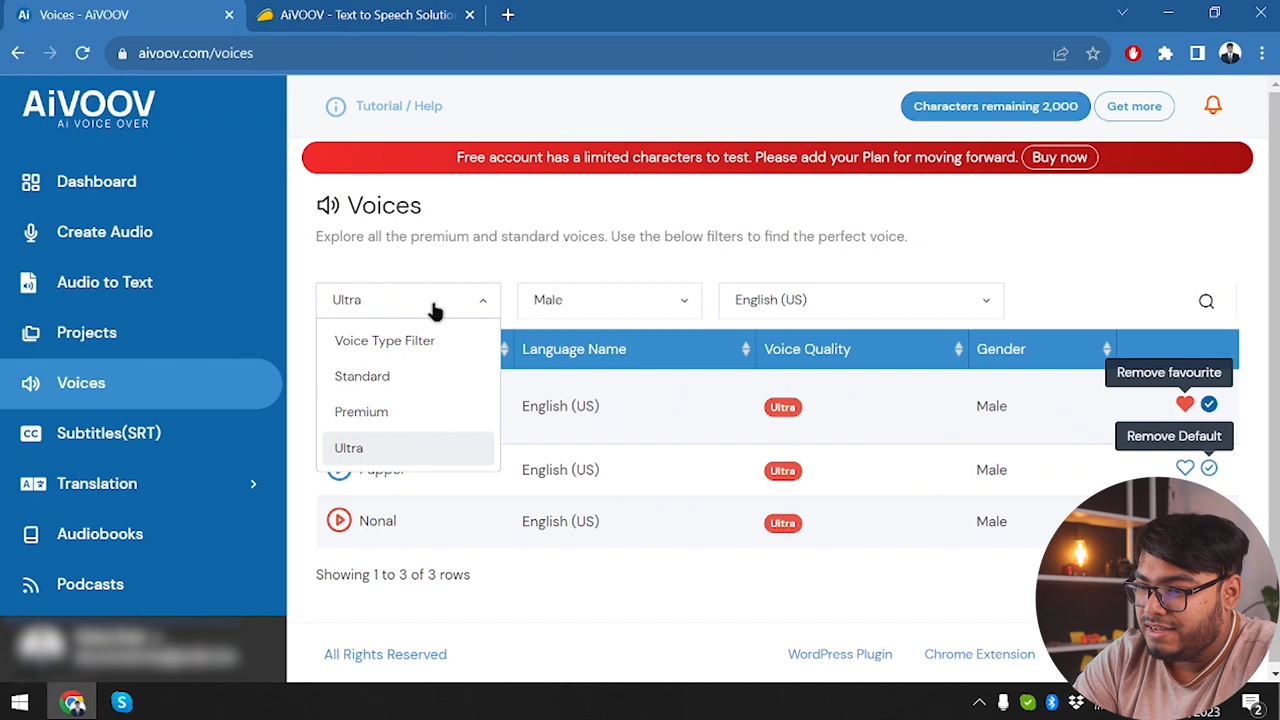 Voices - AiVOOV
AiVOOV - Text to Speech Solution
aivoov.com/voices
AiVOOV
Ai VOICE OVER
Dashboard
Create Audio
Audio to Text
Projects
Voices
CC Subtitles(SRT)
Translation
Audiobooks
Podcasts
Tutorial / Help
Characters remaining 2,000
Get more
Free account has a limited characters to test. Please add your Plan for moving forward. Buy now
Voices
Explore all the premium and standard voices. Use the below filters to find the perfect voice.
Ultra
Male
English (US)
Voice Type Filter
Standard
Premium
Ultra
Language Name
Voice Quality
Gender
Remove favourite
English (US)
Ultra
Male
Remove Default
English (US)
Ultra
Male
Nonal
English (US)
Ultra
Male
Showing 1 to 3 of 3 rows
All Rights Reserved
WordPress Plugin
Chrome Extension
2023
2